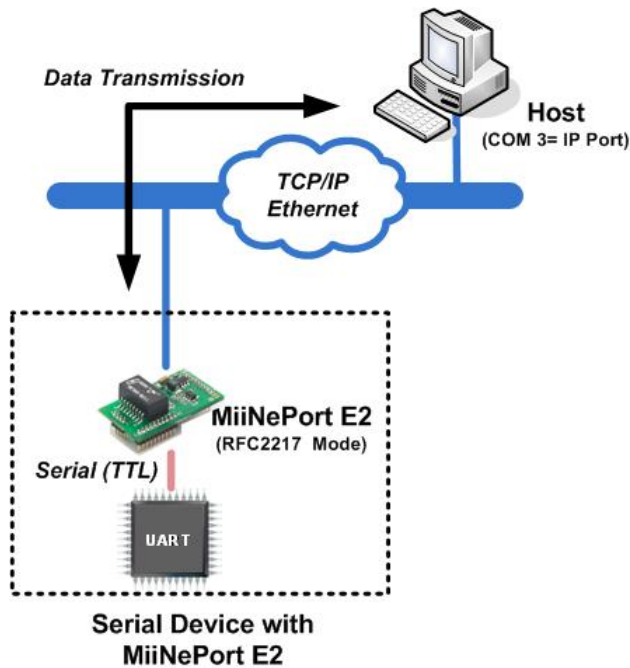 Data Transmission
Host
(COM 3= IP Port)
TCP/IP
Ethernet
MiiNePort E2
(RFC2217 Mode)
Serial (TTL)
UART
Serial Device with
MiiNePort E2